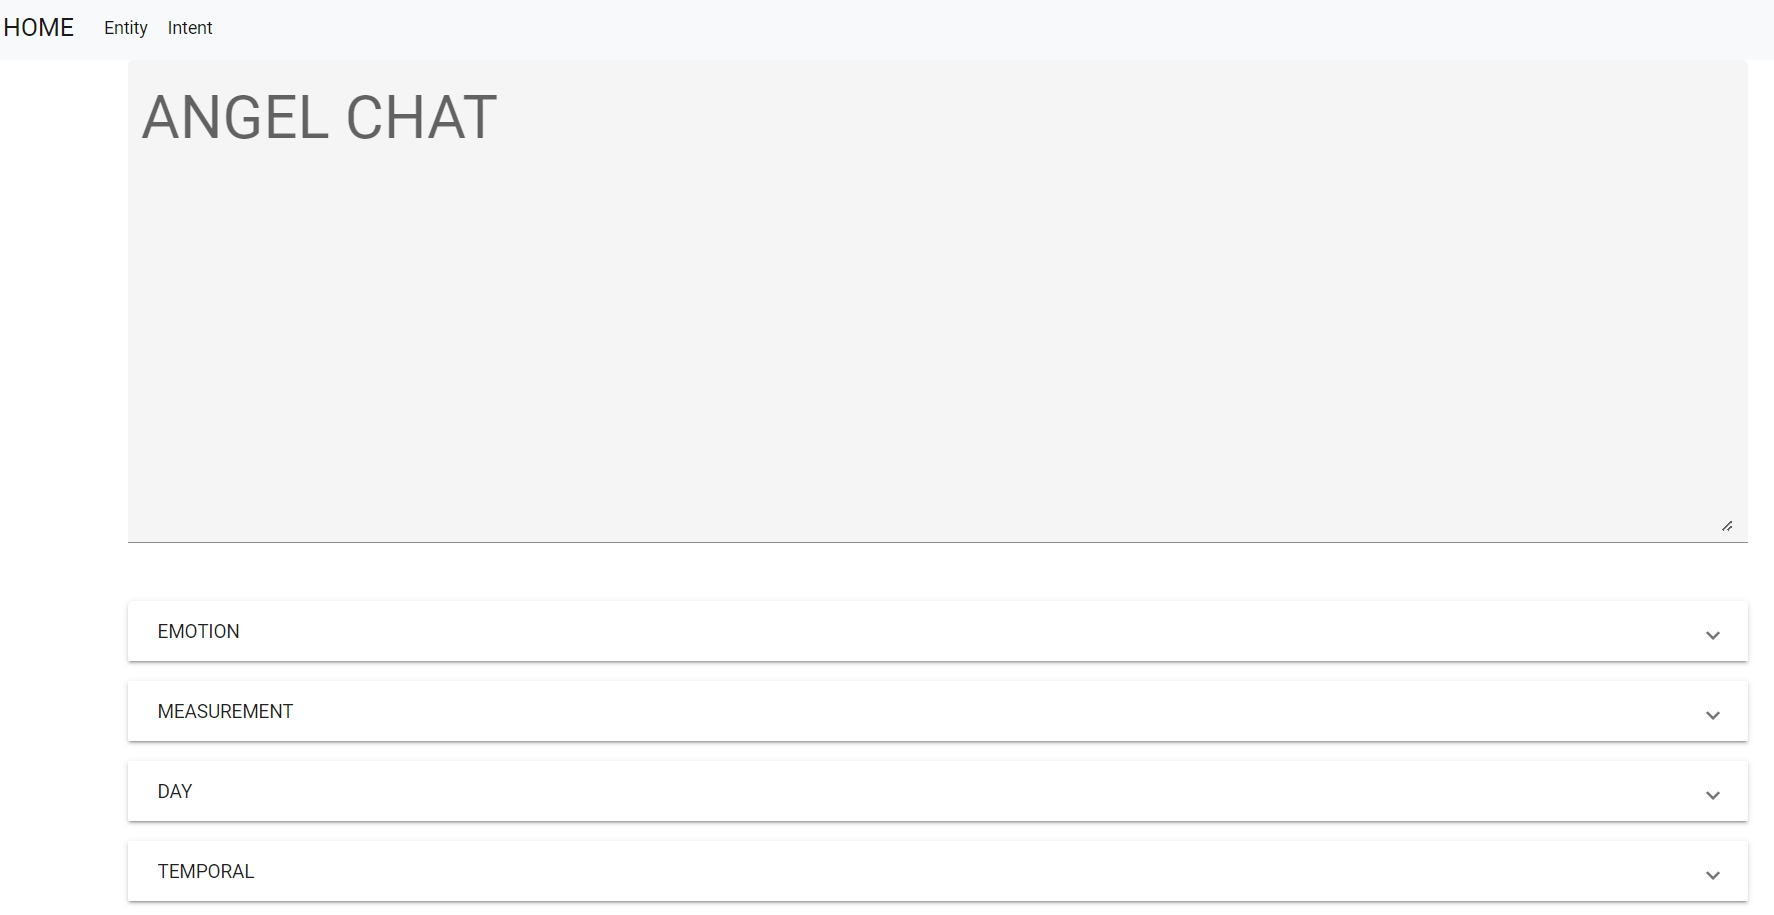 HOME Entity Intent
ANGEL CHAT
EMOTION
MEASUREMENT
DAY
TEMPORAL